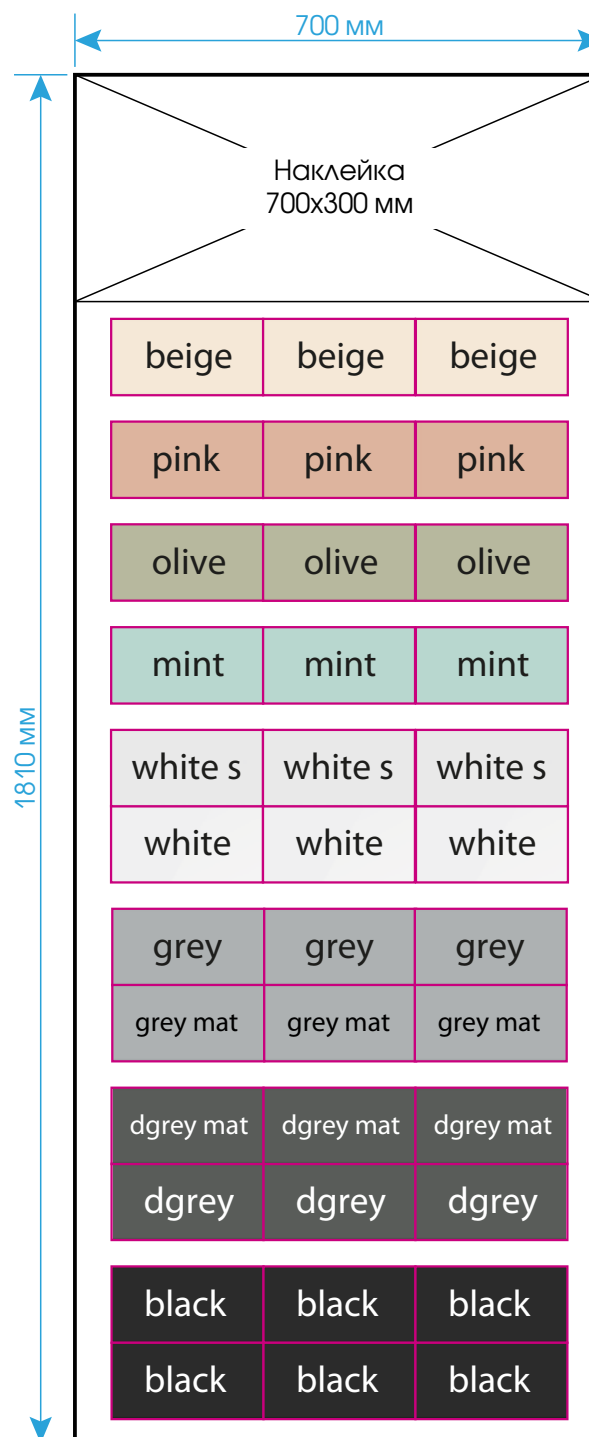 700 мм
Наклейка
700х300 мм
1810 мм
beige beige beige
pink pink pink
olive olive olive
mint mint mint
white s white s white s
white white white
grey grey grey
grey mat grey mat grey mat
dgrey mat dgrey mat dgrey mat
dgrey dgrey dgrey
black black black
black black black